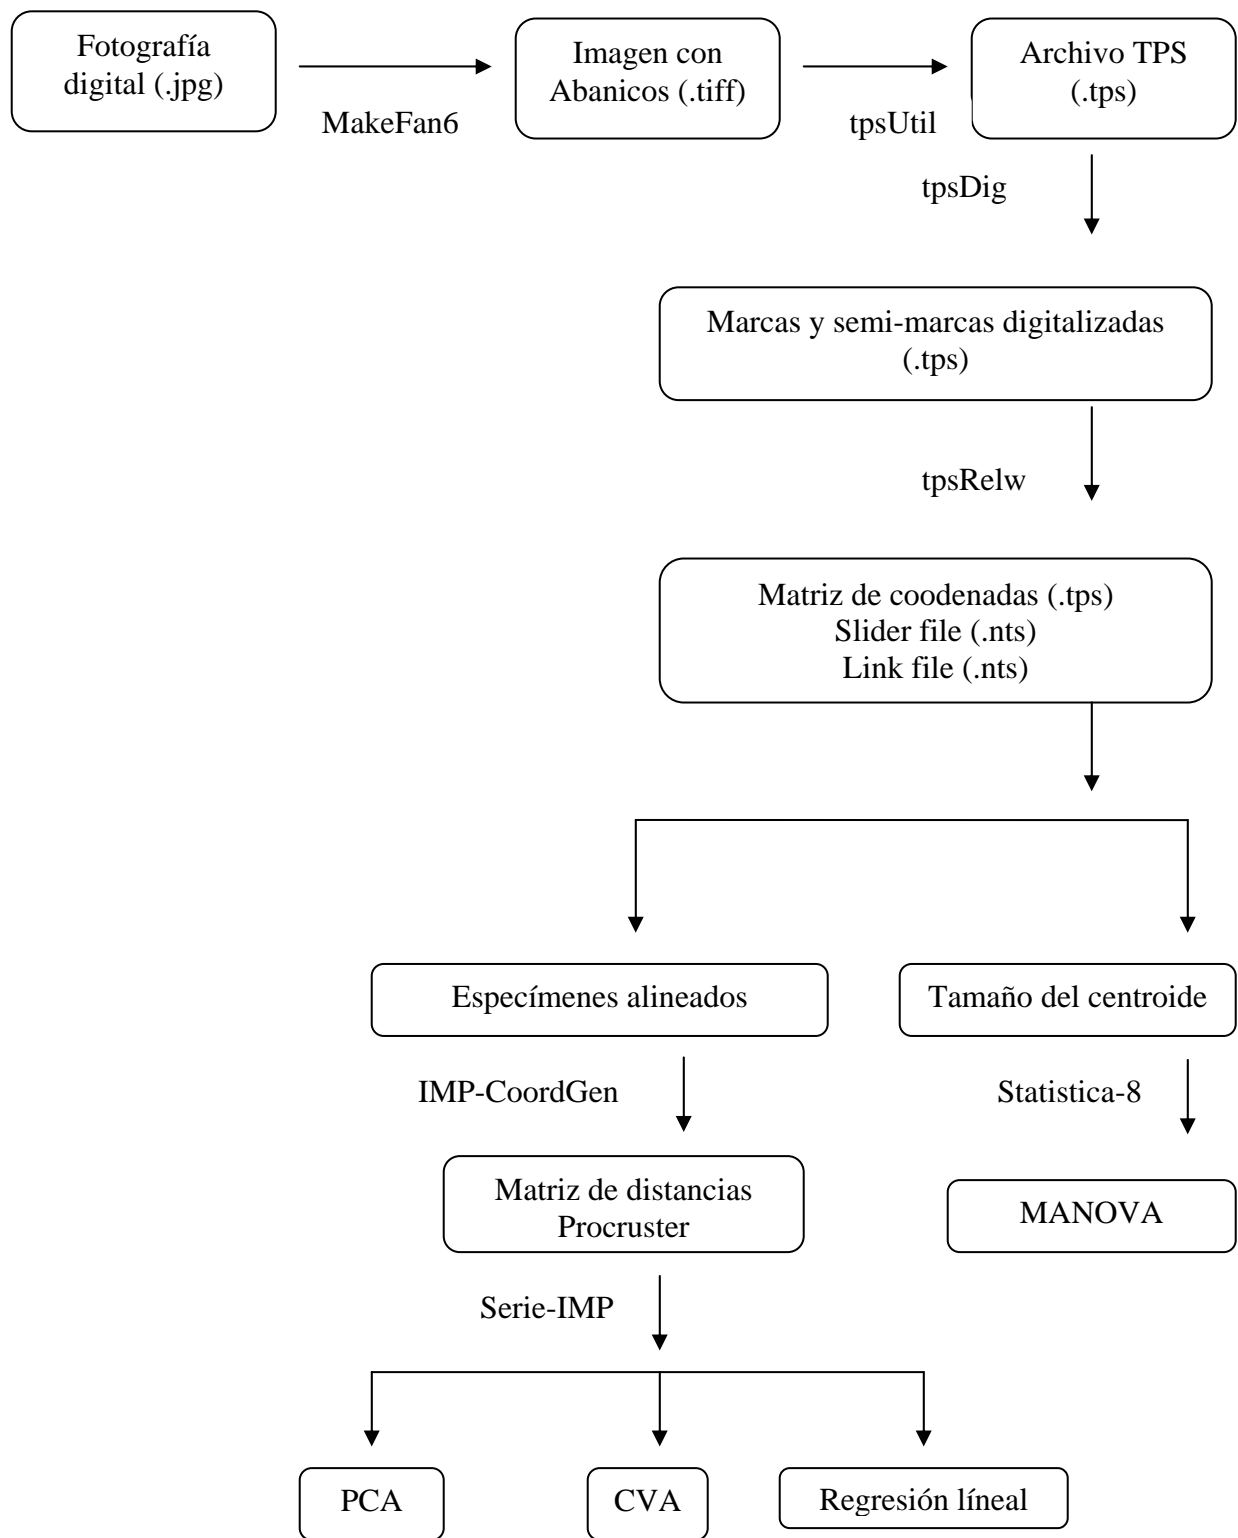 Fotografía
digital (.jpg)
MakeFan6
Imagen con
Abanicos (.tiff)
tpsUtil
Archivo TPS
(.tps)
tpsDig
Marcas y semi-marcas digitalizadas
(.tps)
tpsRelw
Matriz de coodenadas (.tps)
Slider file (.nts)
Link file (.nts)
Especímenes alineados
Tamaño del centroide
IMP-CoordGen
Statistica-8
Matriz de distancias
Procruster
MANOVA
Serie-IMP
PCA
CVA
Regresión líneal